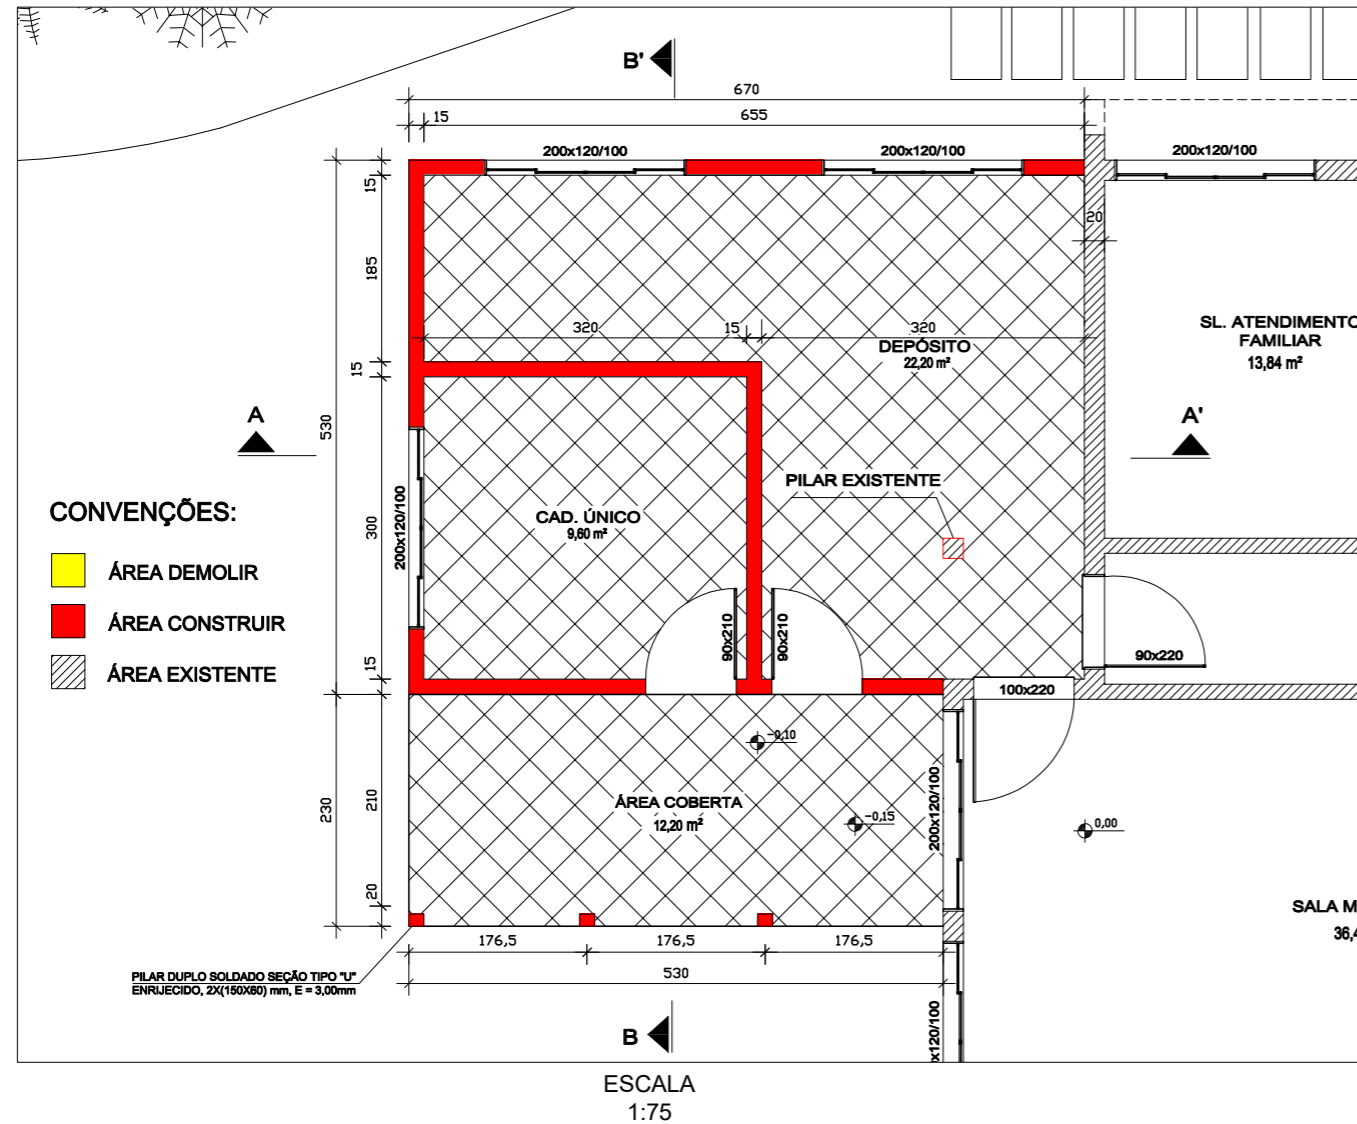 B'
670
15
655
200x120/100
200x120/100
200x120/100
15
20
185
320
15
320
DEPÓSITO
22,20 m²
SL. ATENDIMENTO
FAMILIAR
13,84 m²
15
A
530
A'
PILAR EXISTENTE
CONVENÇÕES:
ÁREA DEMOLIR
ÁREA CONSTRUIR
ÁREA EXISTENTE
300
200x120/100
CAD. ÚNICO
9,60 m²
90x210
90x210
90x220
15
100x220
-0,10
230
210
ÁREA COBERTA
12,20 m²
-0,15
200x120/100
0,00
20
SALA M
36,4
176,5
176,5
176,5
530
PILAR DUPLO SOLDADO SEÇÃO TIPO "U"
ENRIJECIDO, 2X(150X60) mm, E = 3,00mm
x120/100
B
ESCALA
1:75